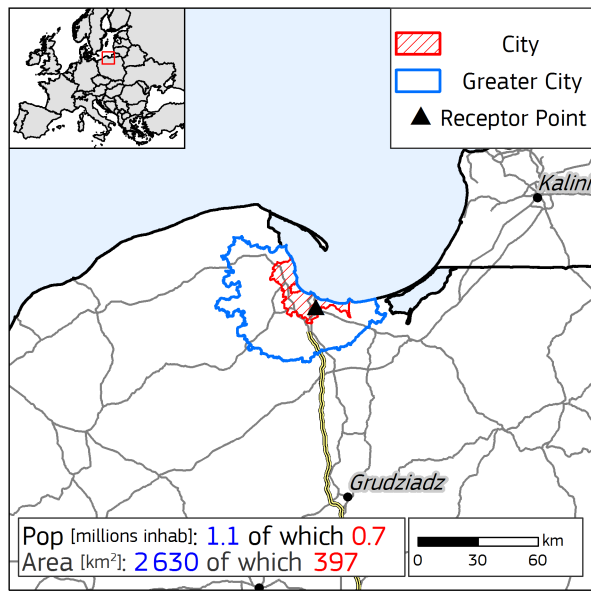 City
Greater City
Receptor Point
Kalini
Grudziadz
Pop [millions inhab]: 1.1 of which 0.7
Area [km²]: 2 630 of which 397
km
0 30 60